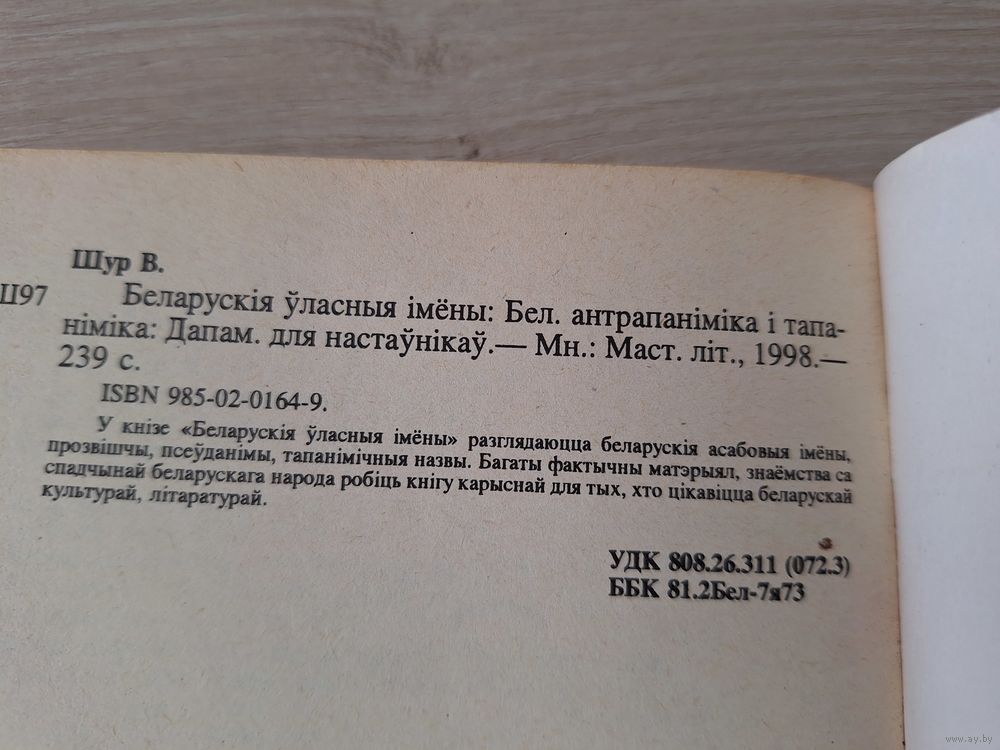 Шур В.
Ш97 Беларускія ўласныя імёны: Бел. антрапаніміка і тапа-
німіка: Дапам. для настаўнікаў.— Мн.: Маст. літ., 1998.—
239 с.
ISBN 985-02-0164-9.
У кнізе «Беларускія ўласныя імёны» разглядаюцца беларускія асабовыя імёны,
прозвішчы, псеўданімы, тапанімічныя назвы. Багаты фактычны матэрыял, знаёмства са
спадчынай беларускага народа робіць кнігу карыснай для тых, хто цікавіцца беларускай
культурай, літаратурай.
УДК 808.26.311 (072.3)
ББК 81.2Бел-7я73
www.ay.by